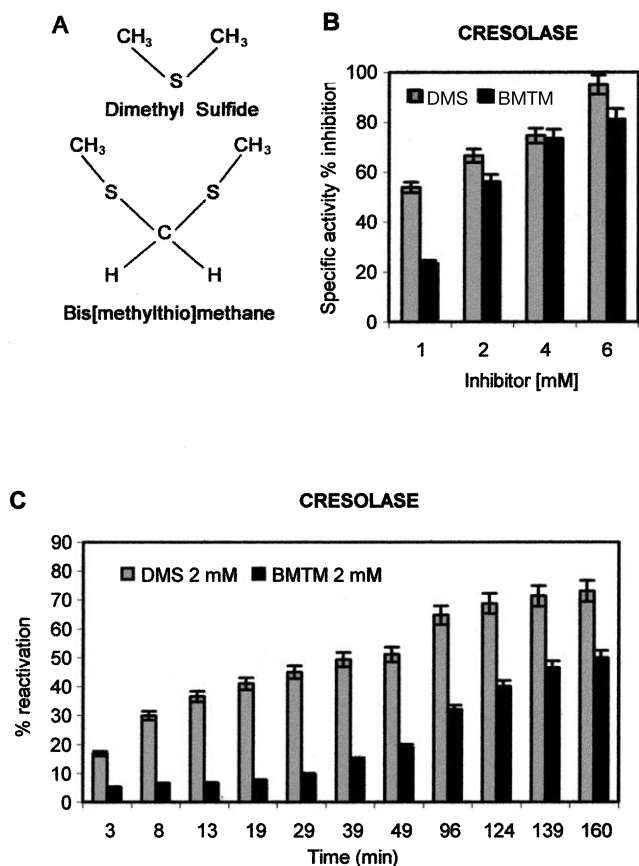 A
CH3 CH3
S
Dimethyl Sulfide
CH3 CH3
S S
C
H H
Bis[methylthio]methane
B
CRESOLASE
Specific activity % inhibition
100
80
60
40
20
0
DMS BMTM
1 2 4 6
Inhibitor [mM]
C
CRESOLASE
% reactivation
90
80
70
60
50
40
30
20
10
0
DMS 2 mM BMTM 2 mM
3 8 13 19 29 39 49 96 124 139 160
Time (min)